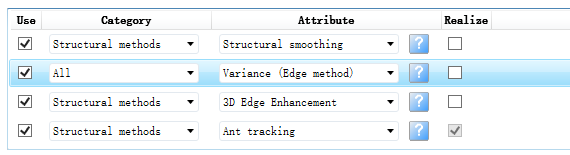 Use Category Attribute Realize
Structural methods Structural smoothing ?
All Variance (Edge method) ?
Structural methods 3D Edge Enhancement ?
Structural methods Ant tracking ?